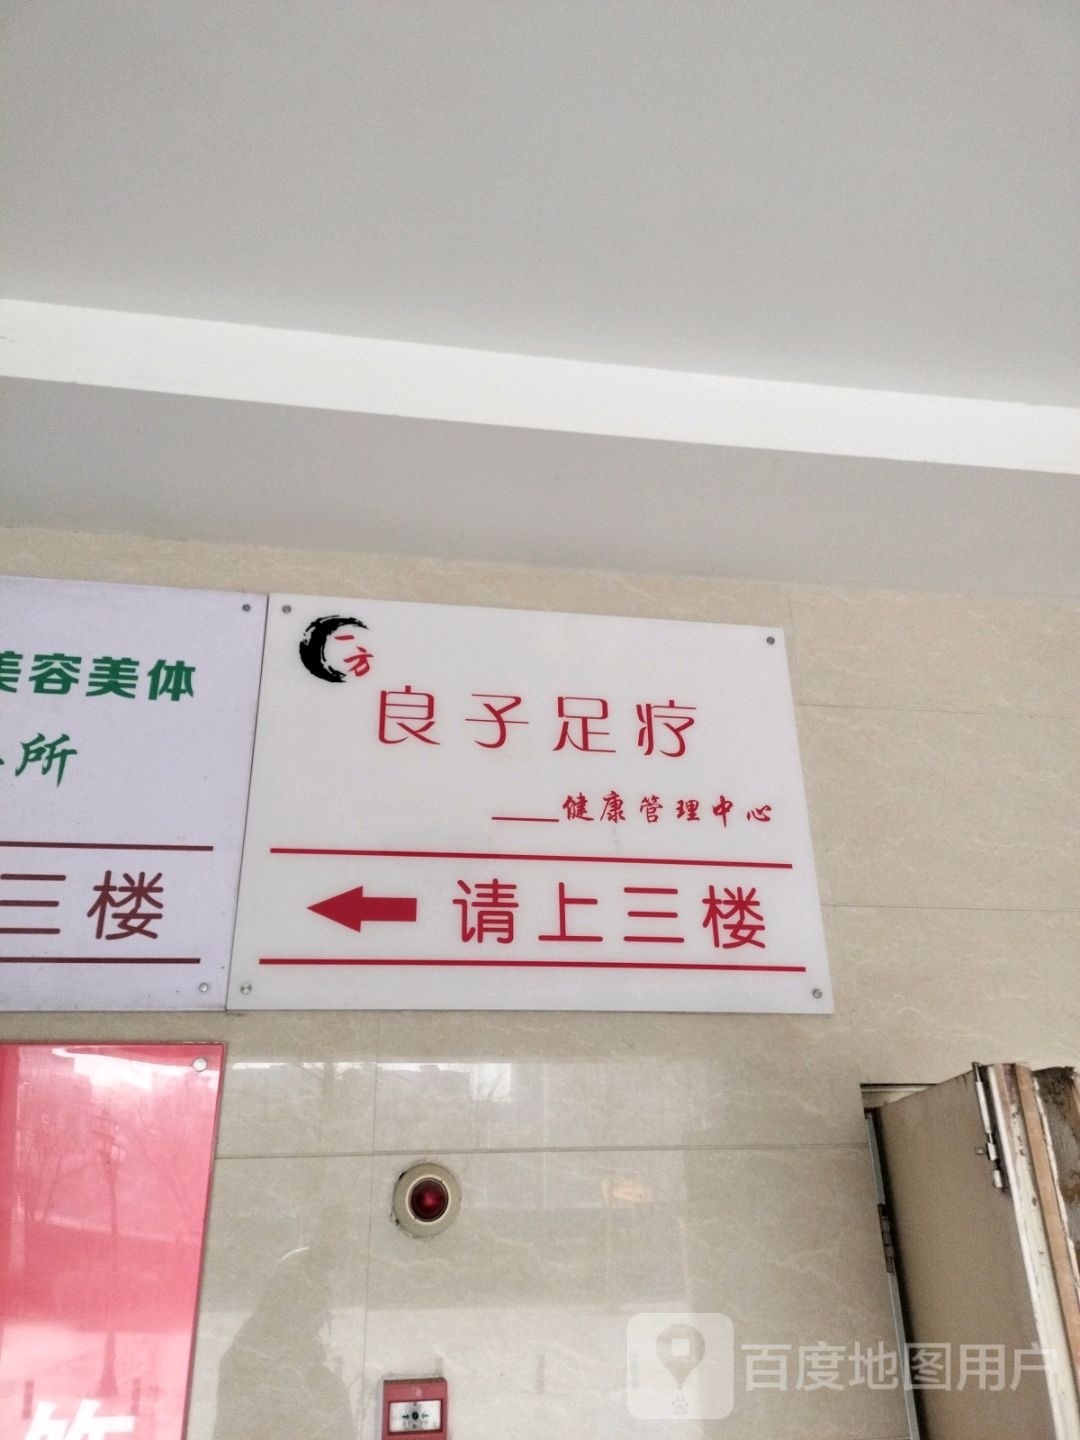 美容美体
所
三楼
一方
良子足疗
健康管理中心
请上三楼
百度地图用户